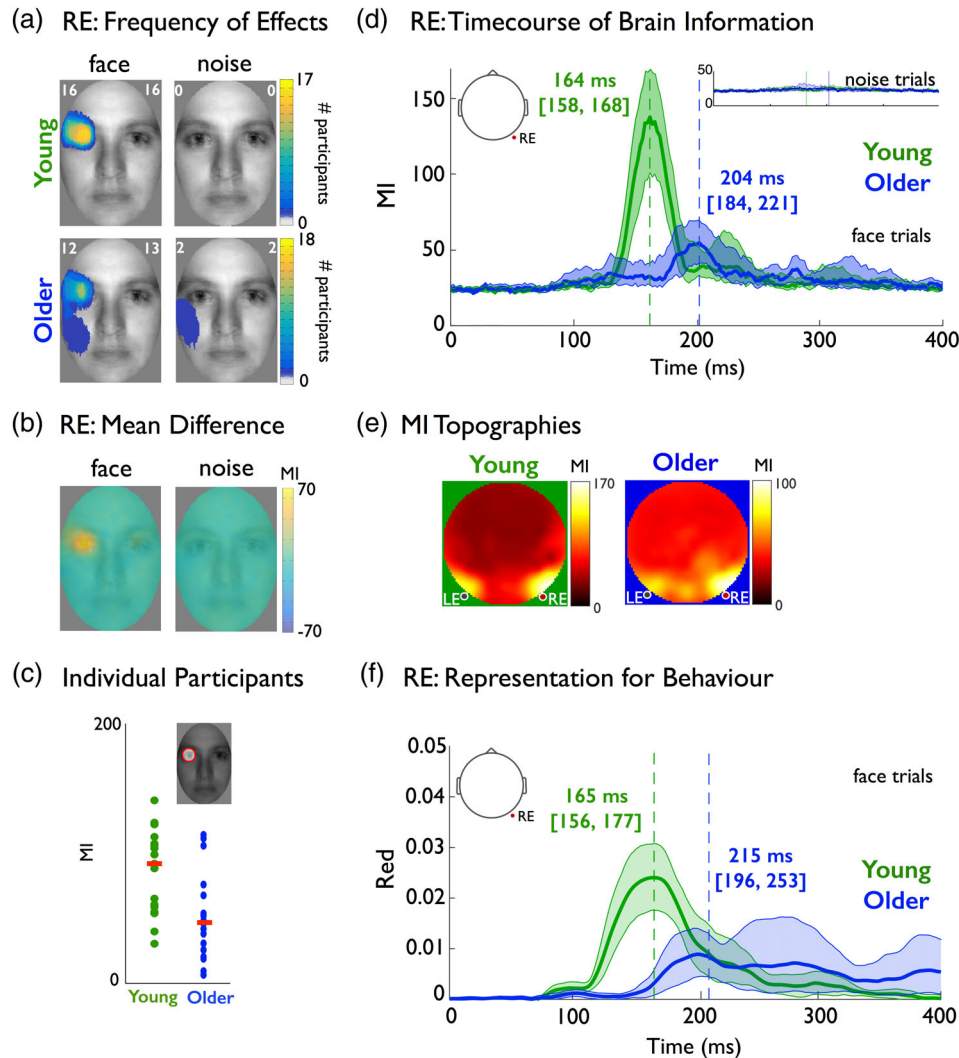 (a) RE: Frequency of Effects
face noise
16 16 0 0 17
Young
# participants
0
12 13 2 2 18
Older
# participants
0
(b) RE: Mean Difference
face noise
MI
70
-70
(c) Individual Participants
200
MI
0
Young Older
(d) RE: Timecourse of Brain Information
164 ms
[158, 168]
RE
50
0
noise trials
Young
Older
204 ms
[184, 221]
face trials
MI
150
100
50
0
0 100 200 300 400
Time (ms)
(e) MI Topographies
Young Older
MI MI
170 100
LE RE LE RE
0 0
(f) RE: Representation for Behaviour
face trials
165 ms
[156, 177]
RE
215 ms
[196, 253]
Young
Older
Red
0.05
0.04
0.03
0.02
0.01
0
0 100 200 300 400
Time (ms)